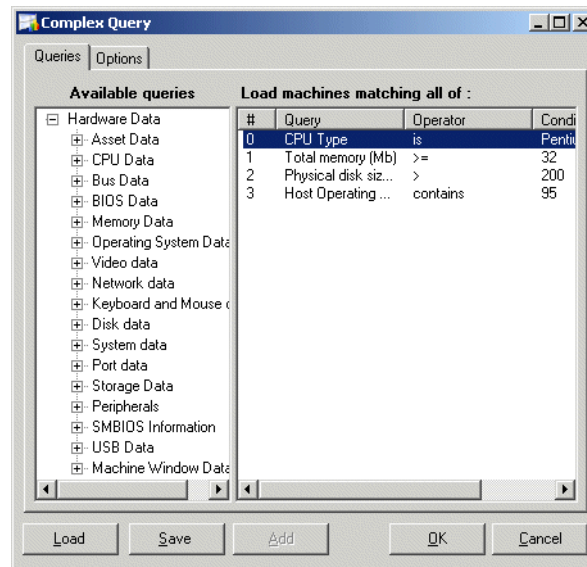 Complex Query
Queries Options
Available queries
Load machines matching all of :
Hardware Data
Asset Data
CPU Data
Bus Data
BIOS Data
Memory Data
Operating System Data
Video data
Network data
Keyboard and Mouse
Disk data
System data
Port data
Storage Data
Peripherals
SMBIOS Information
USB Data
Machine Window Data
# Query Operator Condi
0 CPU Type is Pentiu
1 Total memory (Mb) >= 32
2 Physical disk siz... > 200
3 Host Operating ... contains 95
Load Save Add OK Cancel